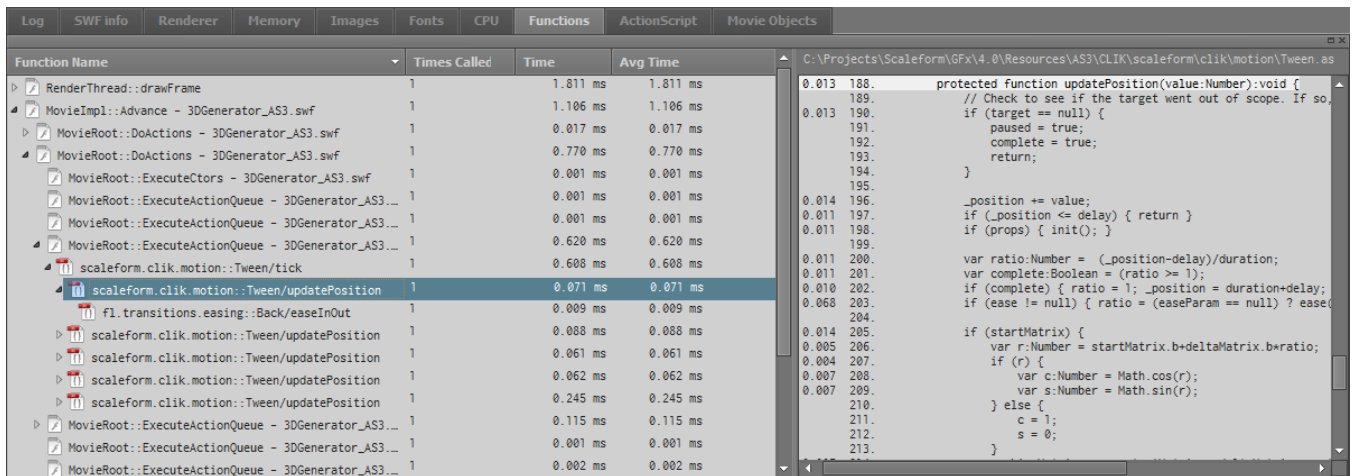 Log SWF info Renderer Memory Images Fonts CPU Functions ActionScript Movie Objects
Function Name Times Called Time Avg Time
RenderThread::drawFrame 1 1.811 ms 1.811 ms
MovieImpl::Advance - 3DGenerator_AS3.swf 1 1.106 ms 1.106 ms
MovieRoot::DoActions - 3DGenerator_AS3.swf 1 0.017 ms 0.017 ms
MovieRoot::DoActions - 3DGenerator_AS3.swf 1 0.770 ms 0.770 ms
MovieRoot::ExecuteCtors - 3DGenerator_AS3.swf 1 0.001 ms 0.001 ms
MovieRoot::ExecuteActionQueue - 3DGenerator_AS3.… 1 0.001 ms 0.001 ms
MovieRoot::ExecuteActionQueue - 3DGenerator_AS3.… 1 0.001 ms 0.001 ms
MovieRoot::ExecuteActionQueue - 3DGenerator_AS3.… 1 0.620 ms 0.620 ms
scaleform.clik.motion::Tween/tick 1 0.608 ms 0.608 ms
scaleform.clik.motion::Tween/updatePosition 1 0.071 ms 0.071 ms
fl.transitions.easing::Back/easeInOut 1 0.009 ms 0.009 ms
scaleform.clik.motion::Tween/updatePosition 1 0.088 ms 0.088 ms
scaleform.clik.motion::Tween/updatePosition 1 0.061 ms 0.061 ms
scaleform.clik.motion::Tween/updatePosition 1 0.062 ms 0.062 ms
scaleform.clik.motion::Tween/updatePosition 1 0.245 ms 0.245 ms
MovieRoot::ExecuteActionQueue - 3DGenerator_AS3.… 1 0.115 ms 0.115 ms
MovieRoot::ExecuteActionQueue - 3DGenerator_AS3.… 1 0.001 ms 0.001 ms
MovieRoot::ExecuteActionQueue - 3DGenerator_AS3.… 1 0.002 ms 0.002 ms
C:\Projects\Scaleform\GFx\4.0\Resources\AS3\CLIK\scaleform\clik\motion\Tween.as
0.013 188. protected function updatePosition(value:Number):void {
189. // Check to see if the target went out of scope. If so,
0.013 190. if (target == null) {
191. paused = true;
192. complete = true;
193. return;
194. }
195.
0.014 196. _position += value;
0.011 197. if (_position <= delay) { return }
0.011 198. if (props) { init(); }
199.
0.011 200. var ratio:Number = (_position-delay)/duration;
0.011 201. var complete:Boolean = (ratio >= 1);
0.010 202. if (complete) { ratio = 1; _position = duration+delay;
0.068 203. if (ease != null) { ratio = (easeParam == null) ? ease(
204.
0.014 205. if (startMatrix) {
0.005 206. var r:Number = startMatrix.b+deltaMatrix.b*ratio;
0.004 207. if (r) {
0.007 208. var c:Number = Math.cos(r);
0.007 209. var s:Number = Math.sin(r);
210. } else {
211. c = 1;
212. s = 0;
213. }